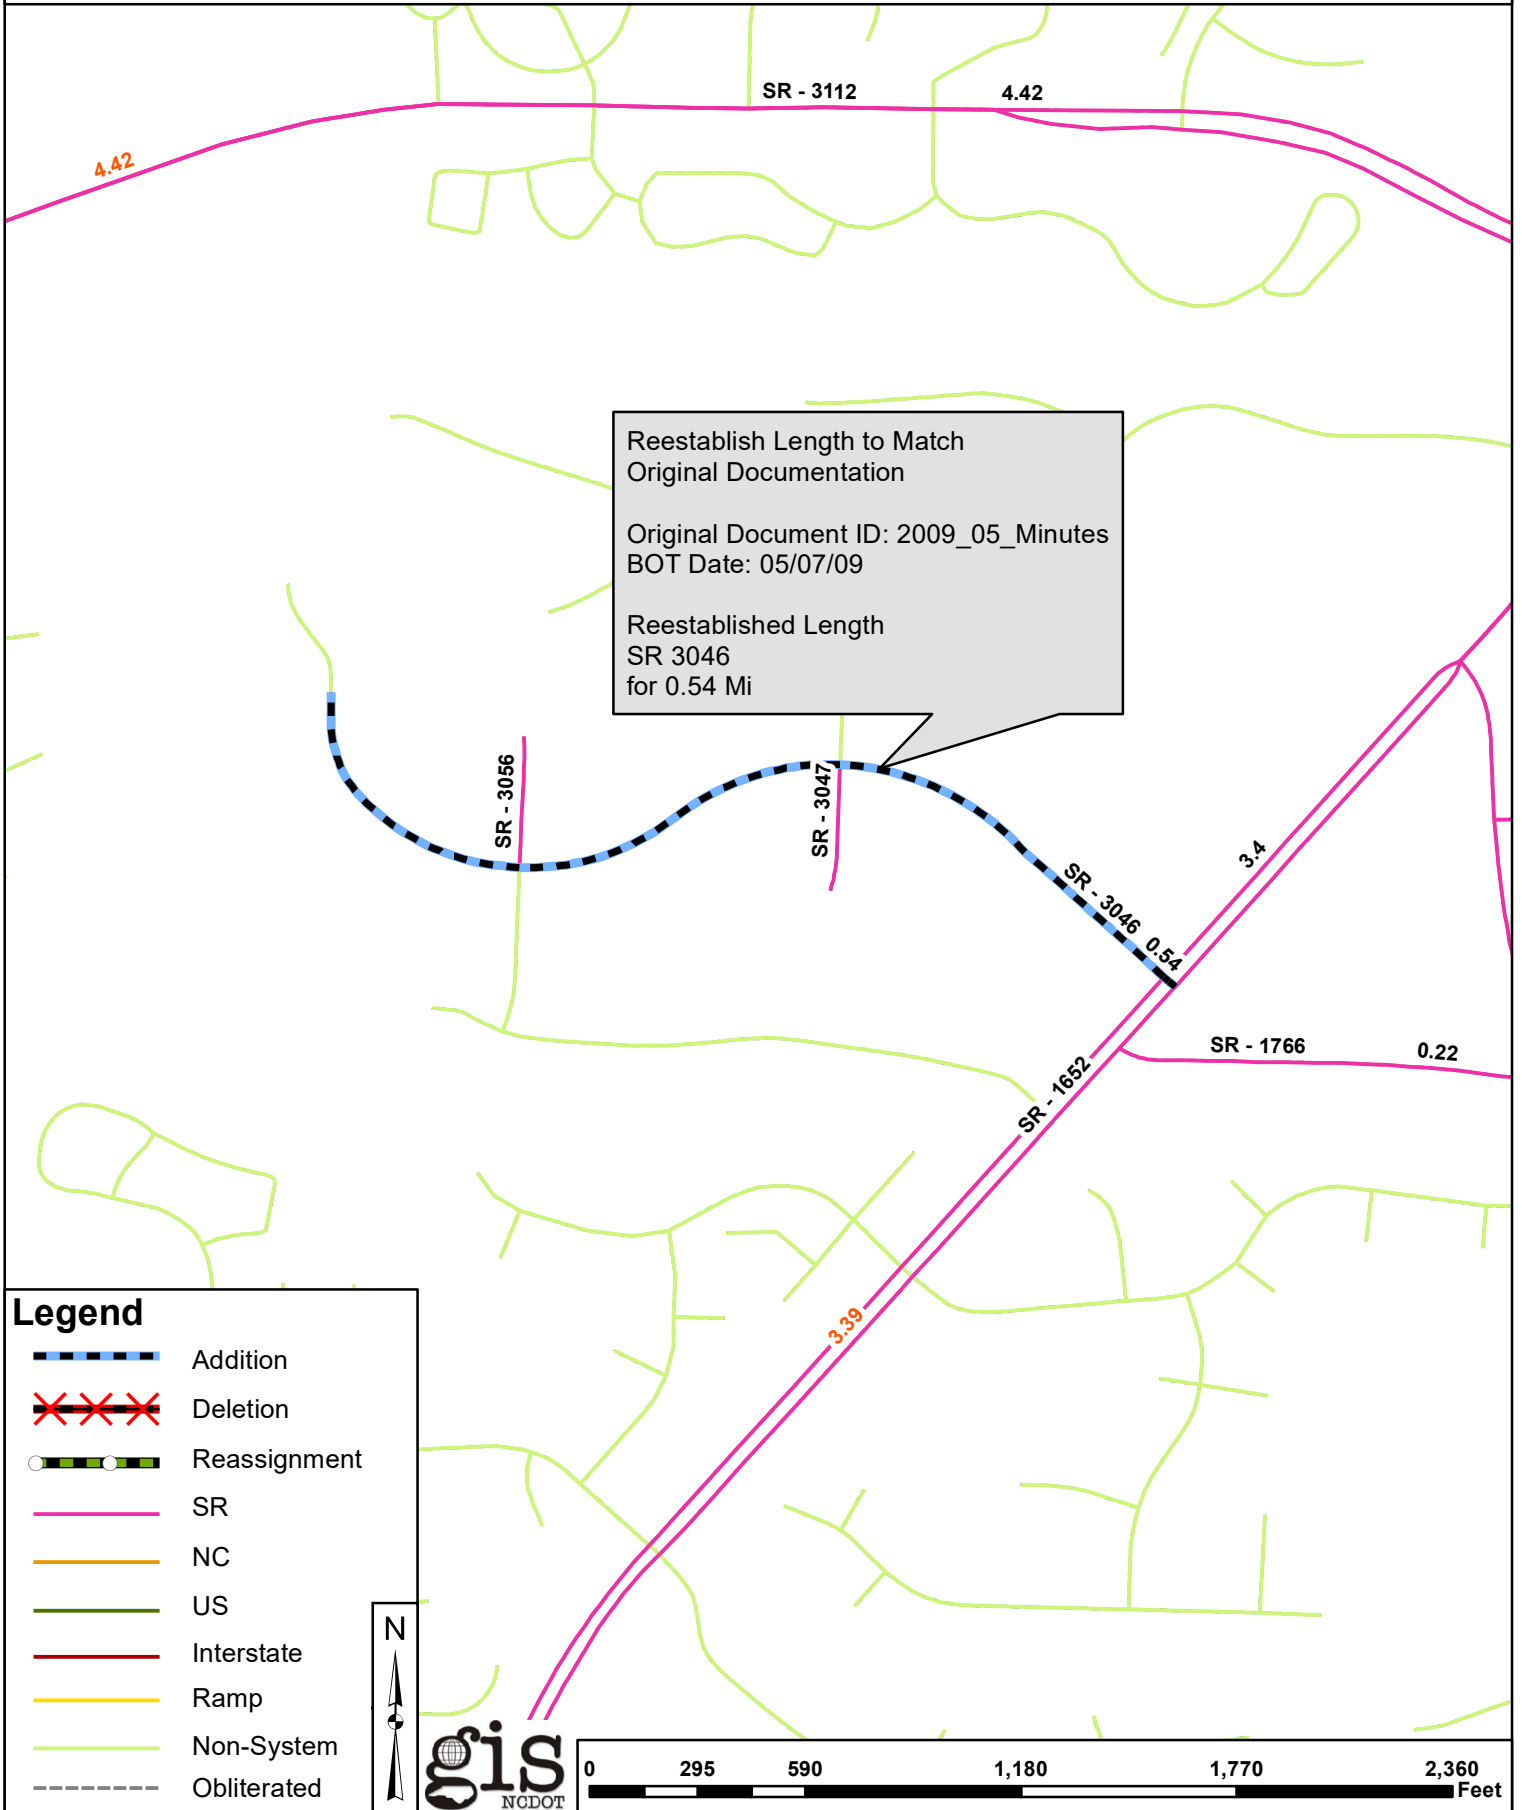 SR - 3112
4.42
4.42
Reestablish Length to Match
Original Documentation
Original Document ID: 2009_05_Minutes
BOT Date: 05/07/09
Reestablished Length
SR 3046
for 0.54 Mi
SR - 3056
SR - 3047
SR - 3046
0.54
3.4
SR - 1652
SR - 1766
0.22
3.39
Legend
Addition
Deletion
Reassignment
SR
NC
US
Interstate
Ramp
Non-System
Obliterated
N
gis
NCDOT
0 295 590 1,180 1,770 2,360
Feet